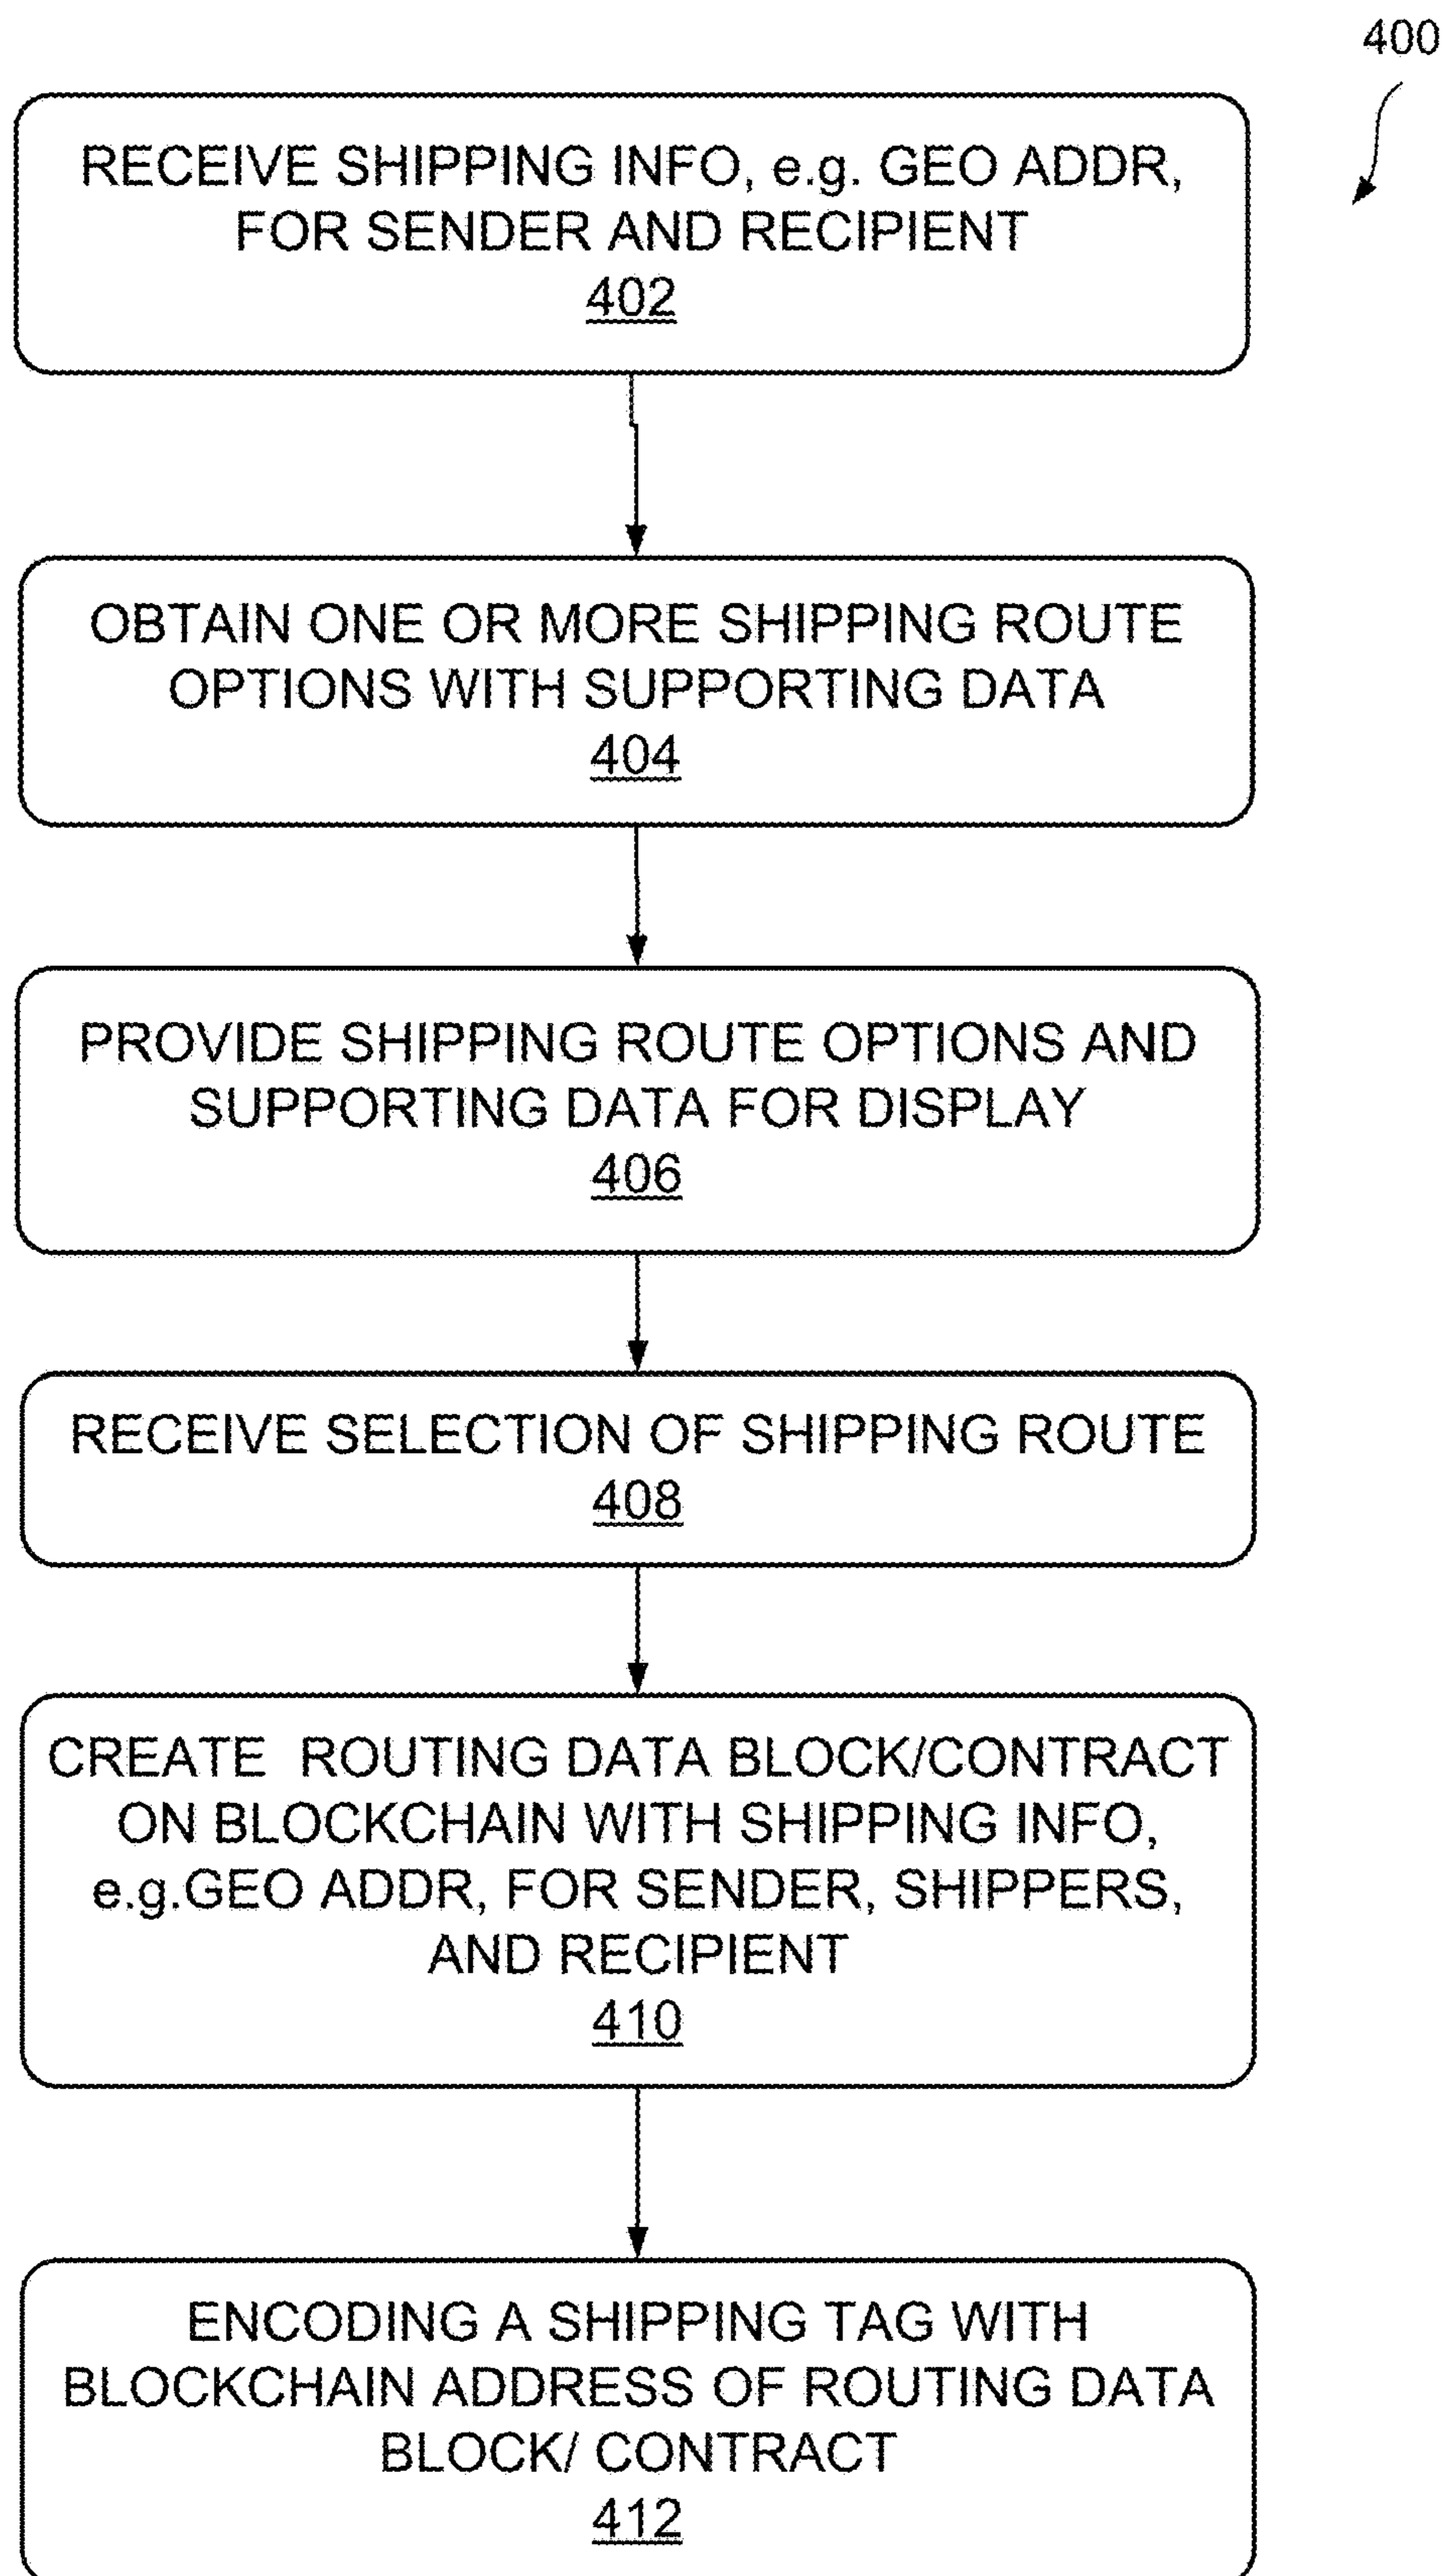 400
RECEIVE SHIPPING INFO, e.g. GEO ADDR,
FOR SENDER AND RECIPIENT
402
OBTAIN ONE OR MORE SHIPPING ROUTE
OPTIONS WITH SUPPORTING DATA
404
PROVIDE SHIPPING ROUTE OPTIONS AND
SUPPORTING DATA FOR DISPLAY
406
RECEIVE SELECTION OF SHIPPING ROUTE
408
CREATE ROUTING DATA BLOCK/CONTRACT
ON BLOCKCHAIN WITH SHIPPING INFO,
e.g.GEO ADDR, FOR SENDER, SHIPPERS,
AND RECIPIENT
410
ENCODING A SHIPPING TAG WITH
BLOCKCHAIN ADDRESS OF ROUTING DATA
BLOCK/ CONTRACT
412